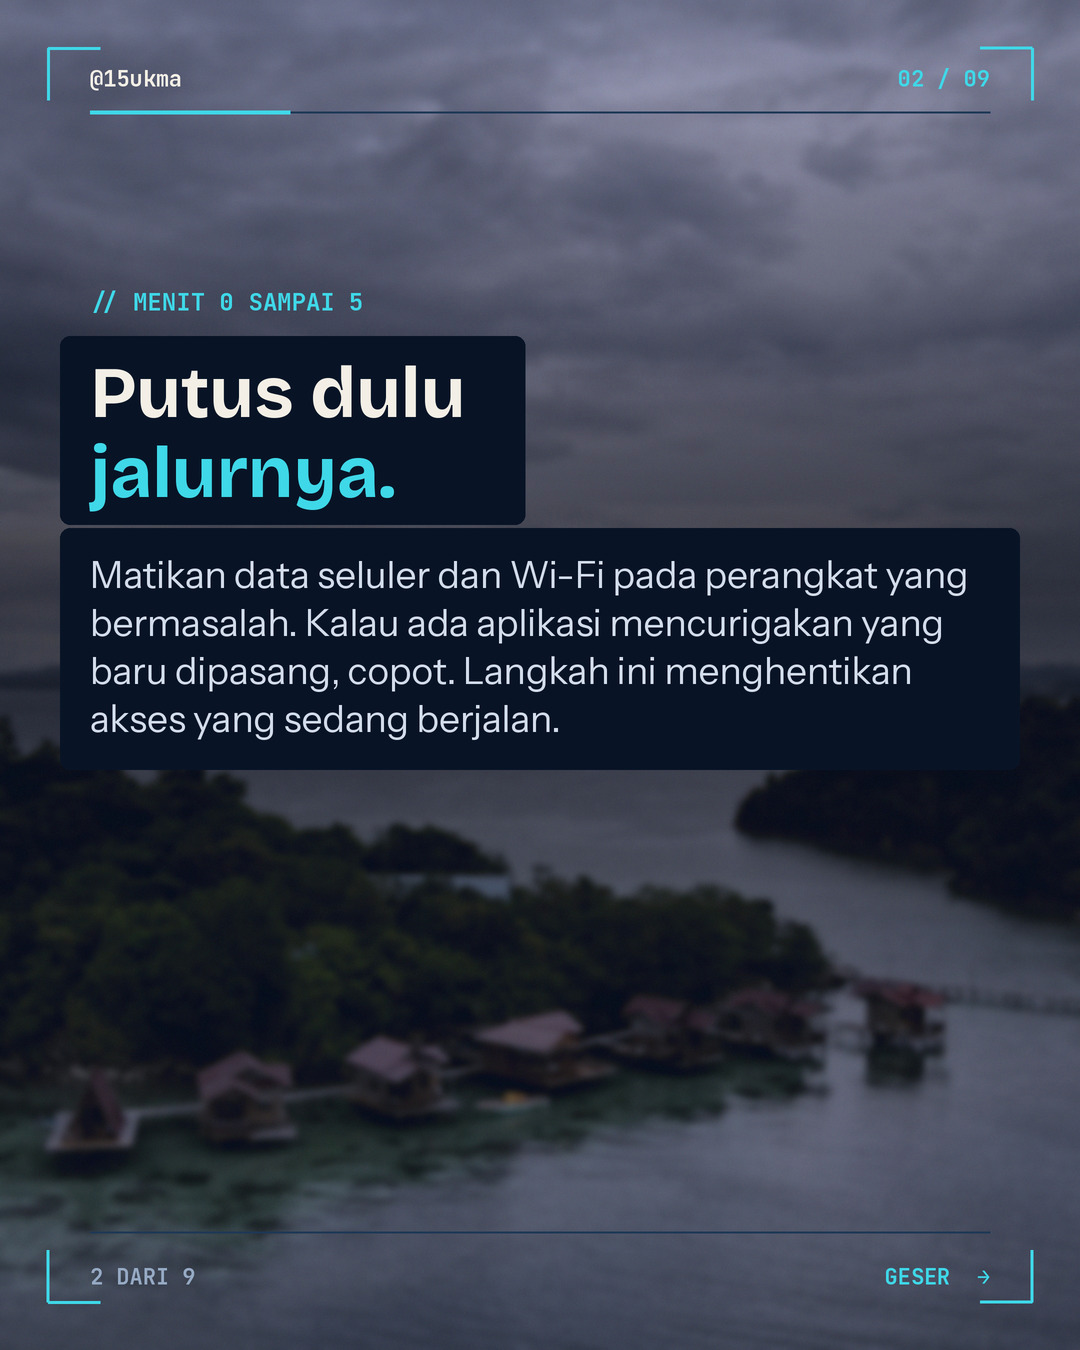 @15ukma
02 / 09
// MENIT 0 SAMPAI 5
Putus dulu
jalurnya.
Matikan data seluler dan Wi-Fi pada perangkat yang
bermasalah. Kalau ada aplikasi mencurigakan yang
baru dipasang, copot. Langkah ini menghentikan
akses yang sedang berjalan.
2 DARI 9
GESER →